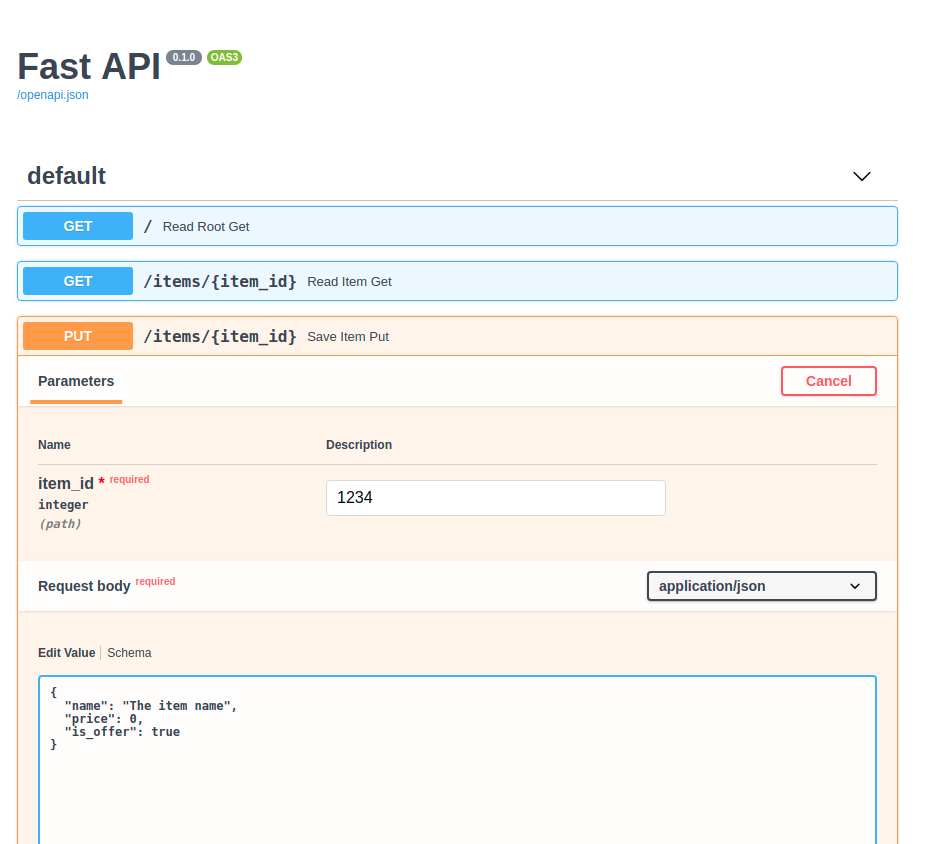 Fast API 0.1.0 OAS3
/openapi.json
default
GET / Read Root Get
GET /items/{item_id} Read Item Get
PUT /items/{item_id} Save Item Put
Parameters Cancel
Name Description
item_id * required
integer
(path)
1234
Request body required application/json
Edit Value Schema
{
  "name": "The item name",
  "price": 0,
  "is_offer": true
}